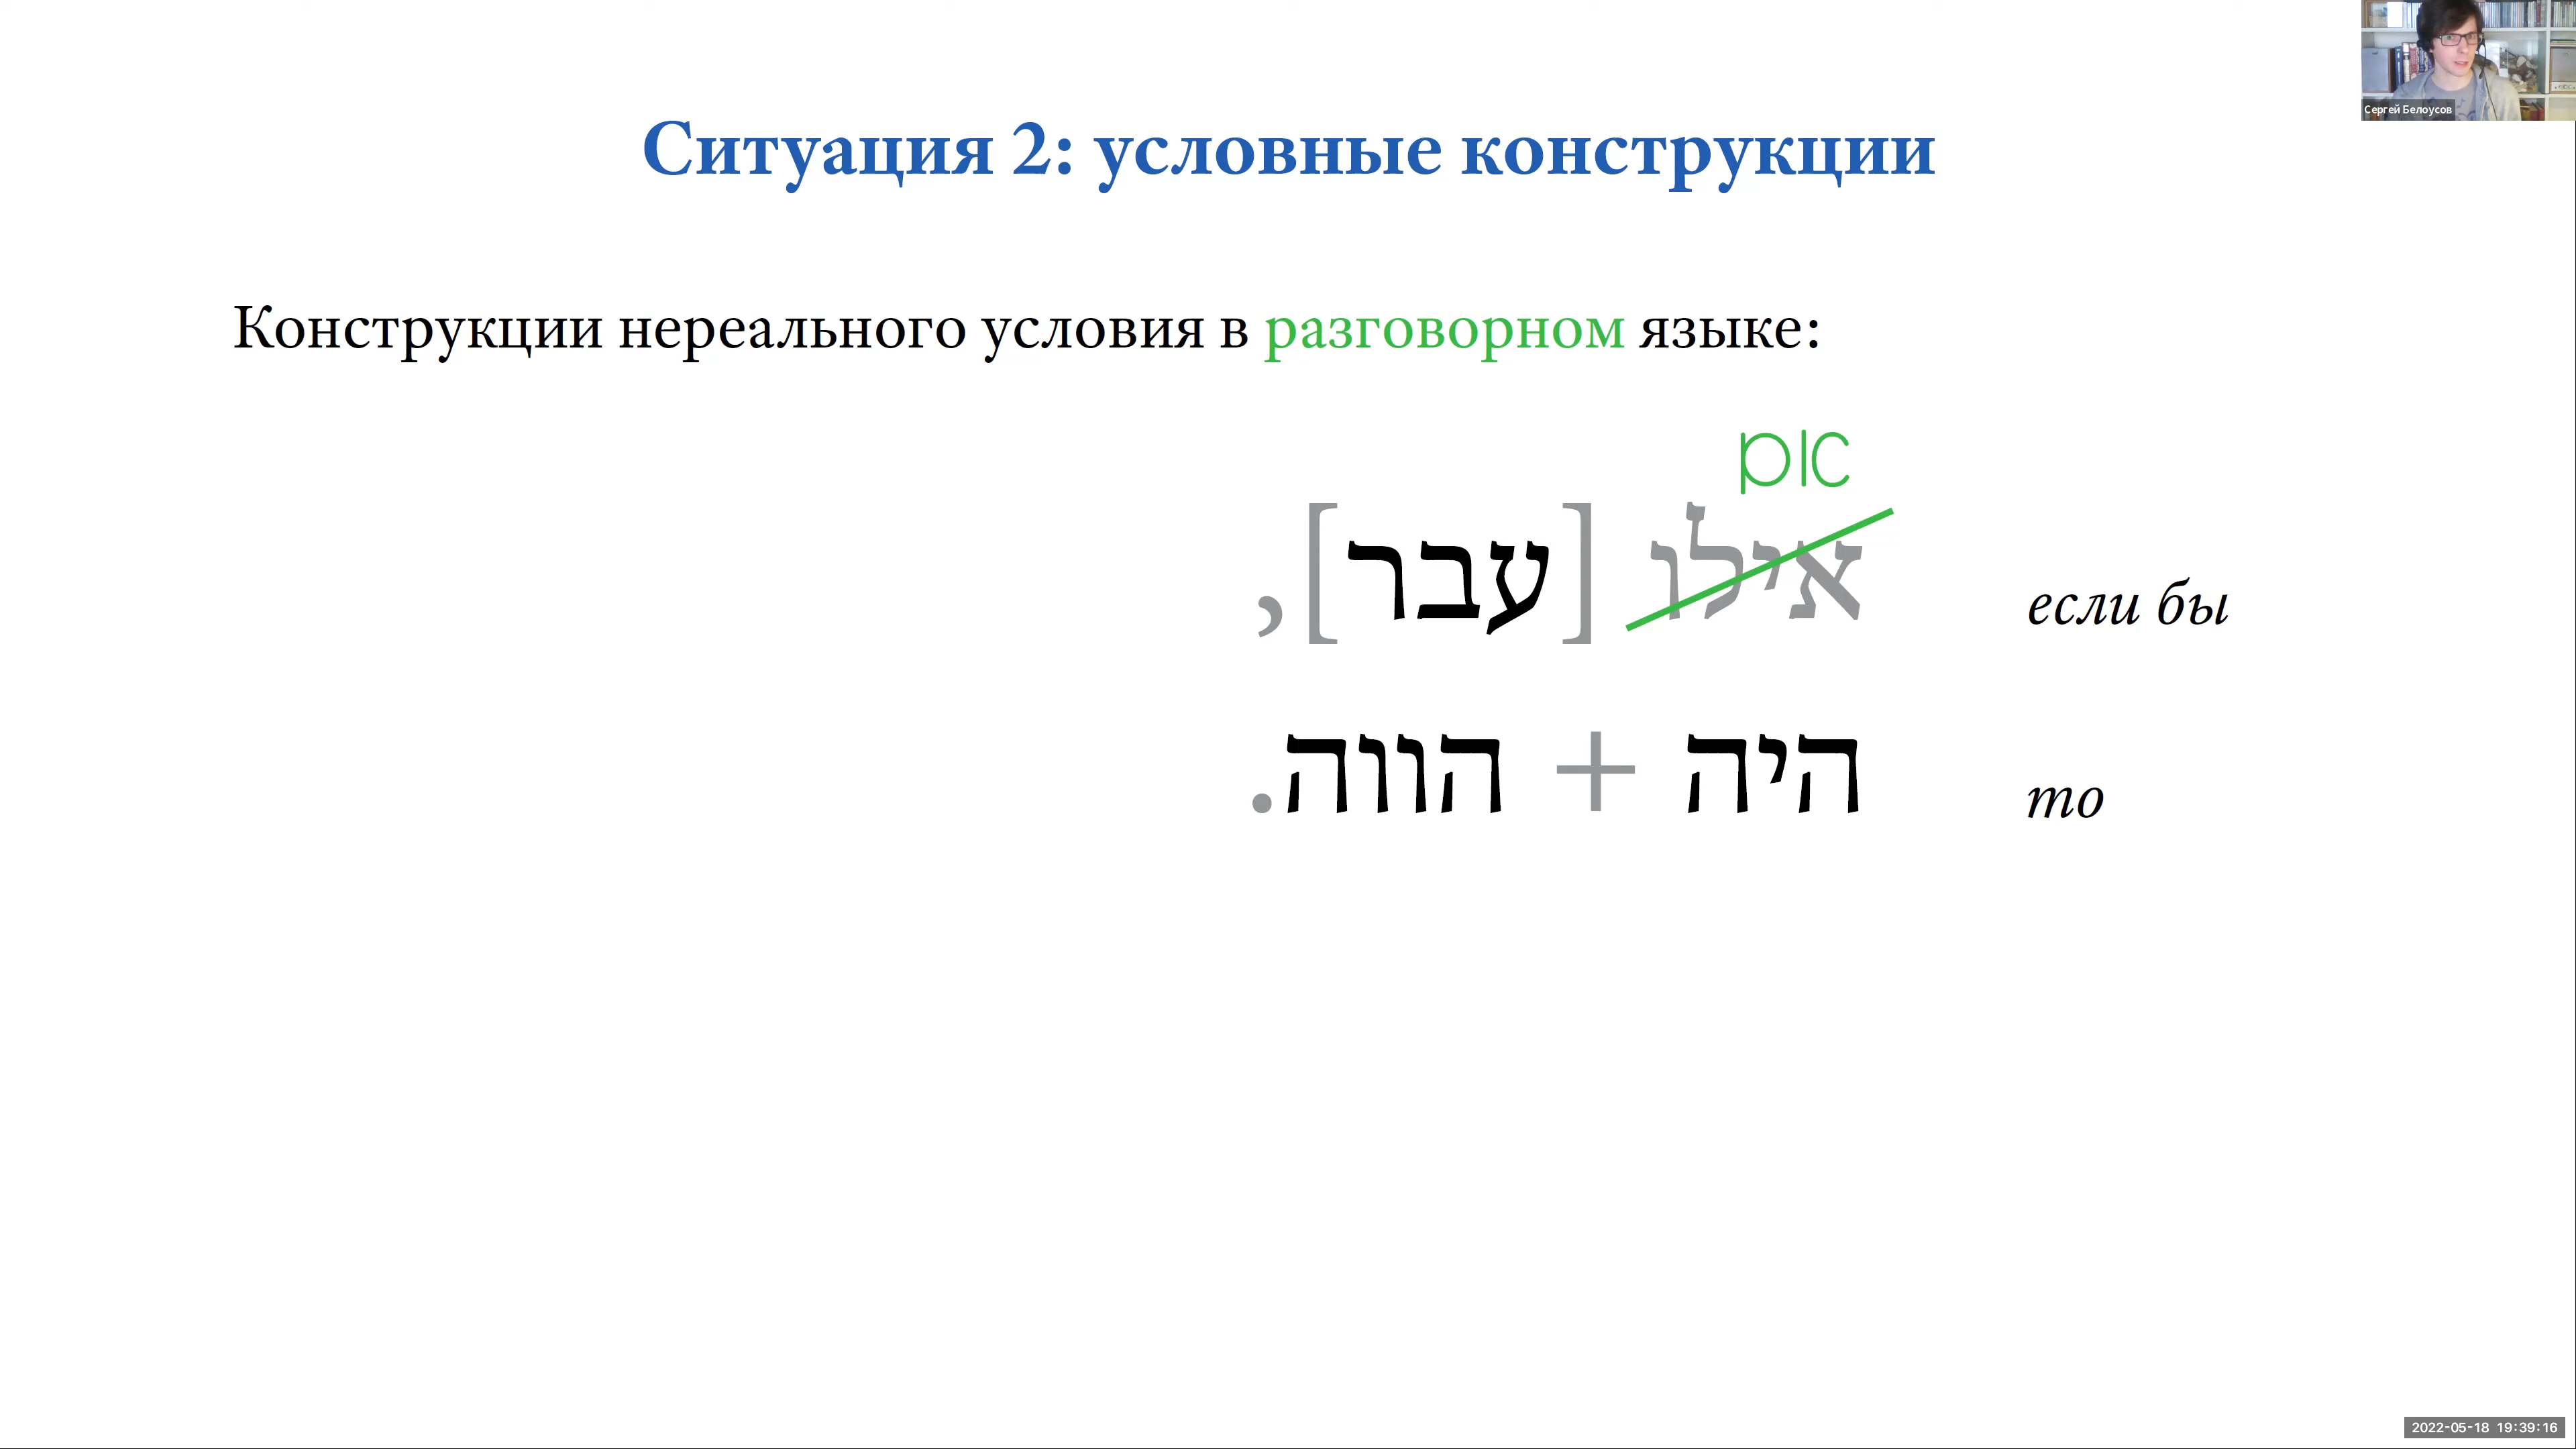 Сергей Белоусов
Ситуация 2: условные конструкции
Конструкции нереального условия в разговорном языке:
אם
אילו [עבר],
если бы
היה + הווה.
то
2022-05-18 19:39:16